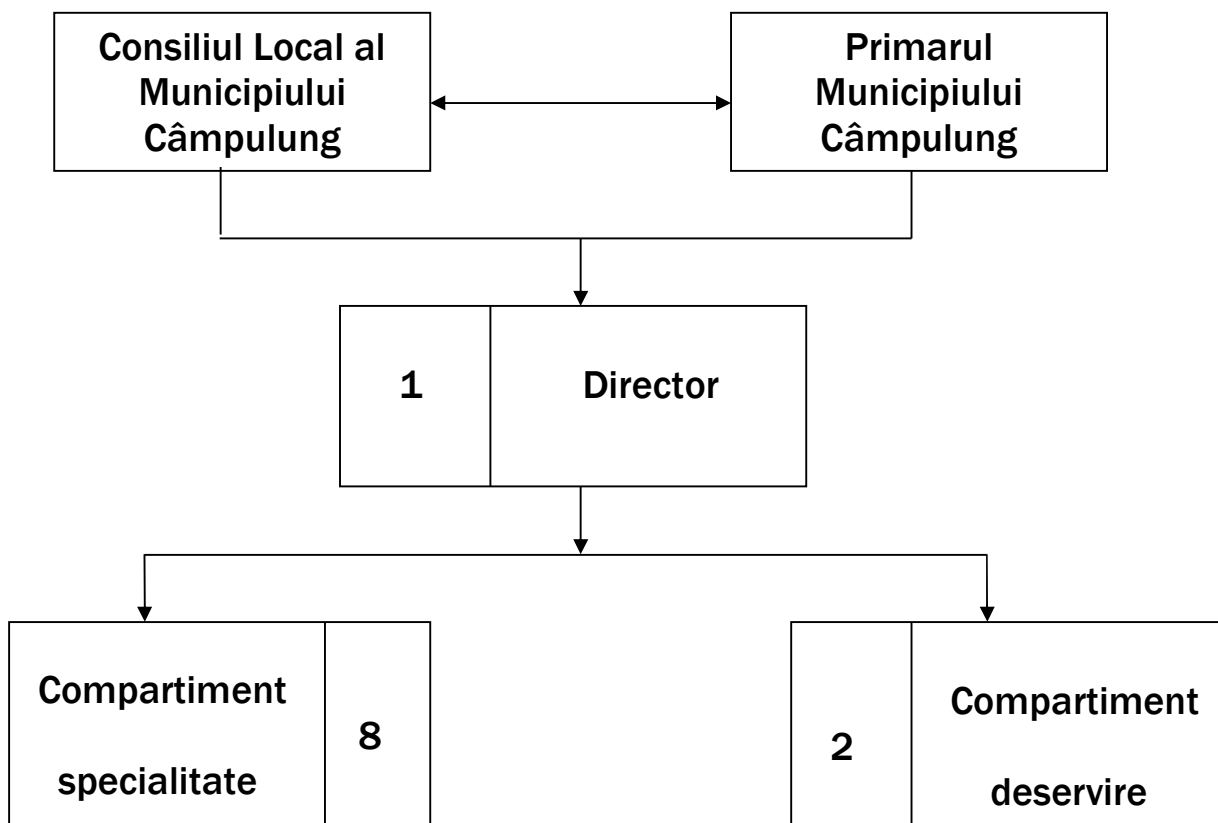 Consiliul Local al
Municipiului
Câmpulung
Primarul
Municipiului
Câmpulung
1
Director
Compartiment
specialitate
8
2
Compartiment
deservire